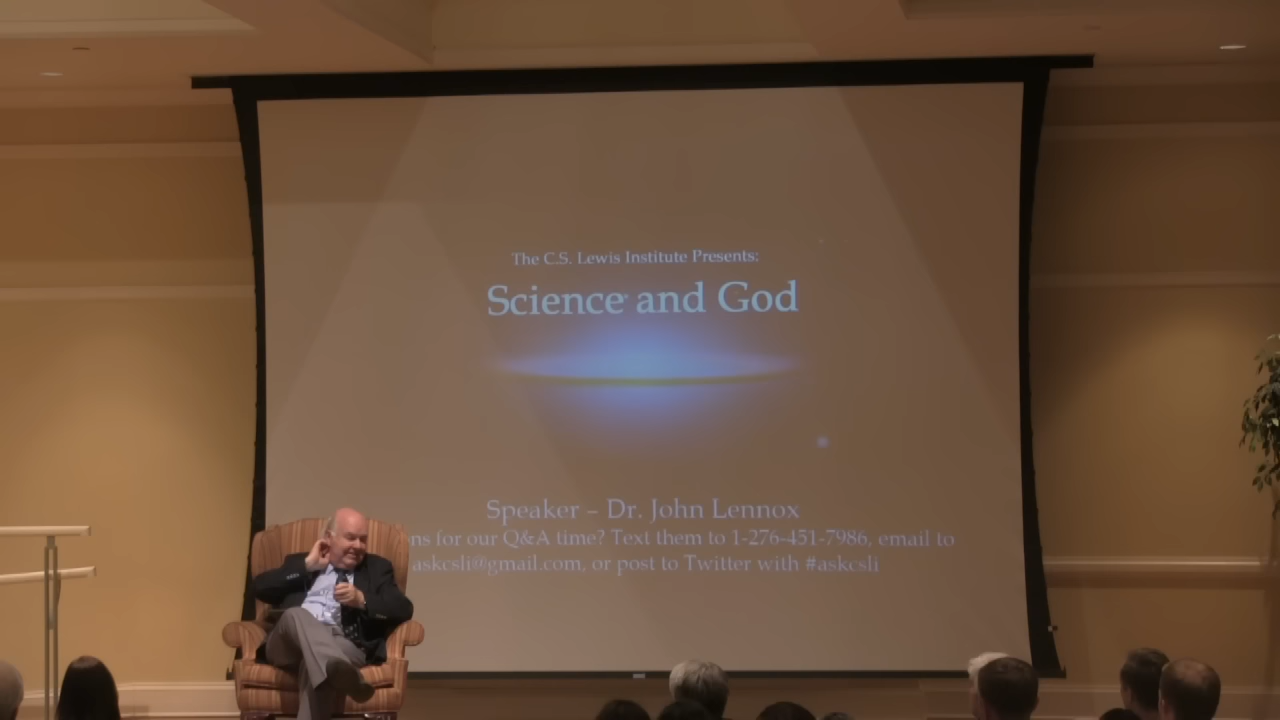 The C.S. Lewis Institute Presents:
Science and God
Speaker – Dr. John Lennox
ns for our Q&A time? Text them to 1-276-451-7986, email to
askcsli@gmail.com, or post to Twitter with #askcsli